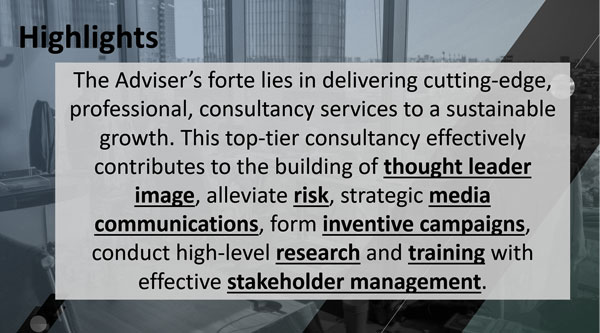 Highlights
The Adviser’s forte lies in delivering cutting-edge,
professional, consultancy services to a sustainable
growth. This top-tier consultancy effectively
contributes to the building of thought leader
image, alleviate risk, strategic media
communications, form inventive campaigns,
conduct high-level research and training with
effective stakeholder management.